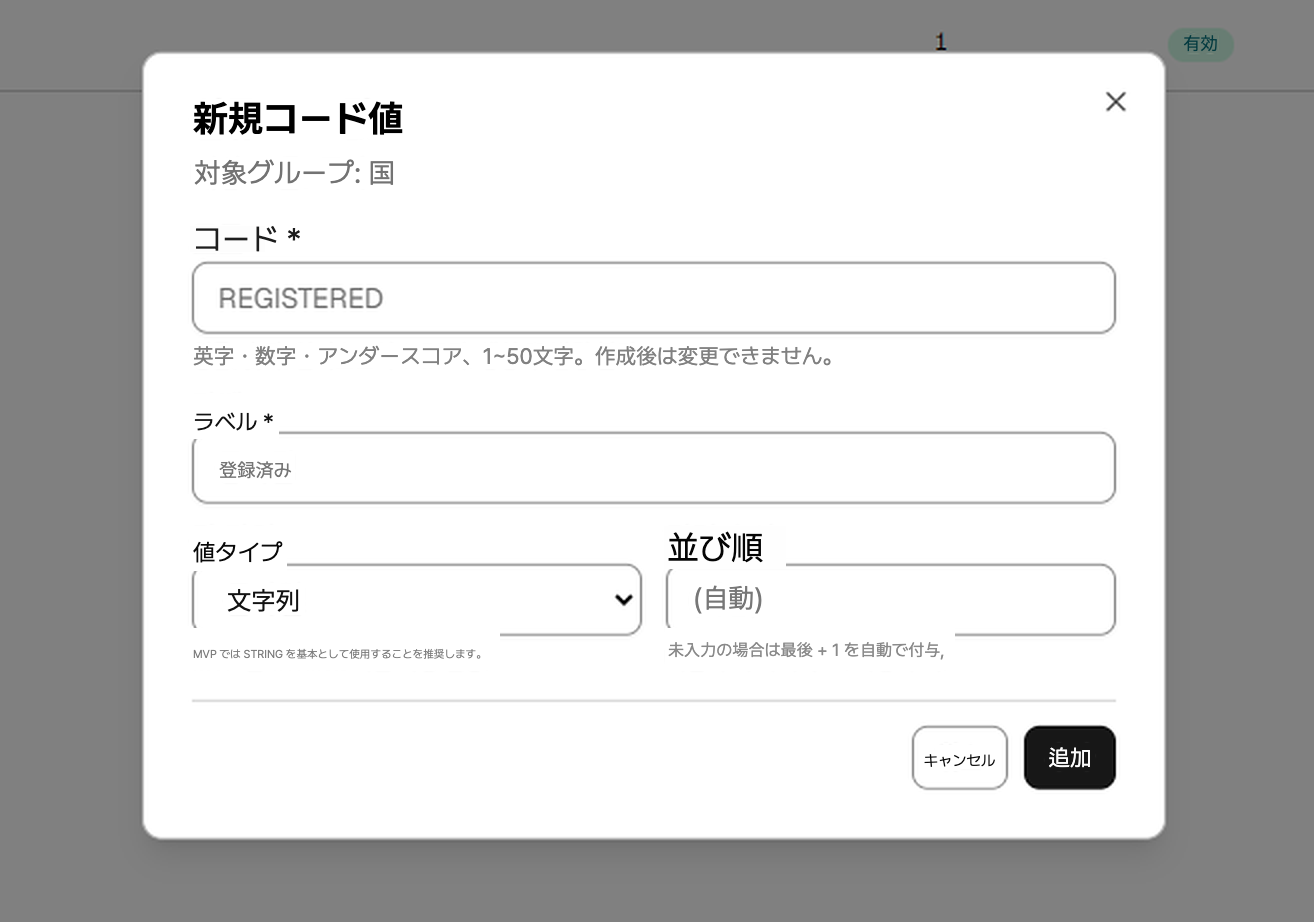 1
有効
新規コード値
対象グループ: 国
コード *
REGISTERED
英字・数字・アンダースコア、1~50文字。作成後は変更できません。
ラベル *
登録済み
値タイプ
並び順
文字列
(自動)
MVP では STRING を基本として使用することを推奨します。
未入力の場合は最後 + 1 を自動で付与,
キャンセル
追加